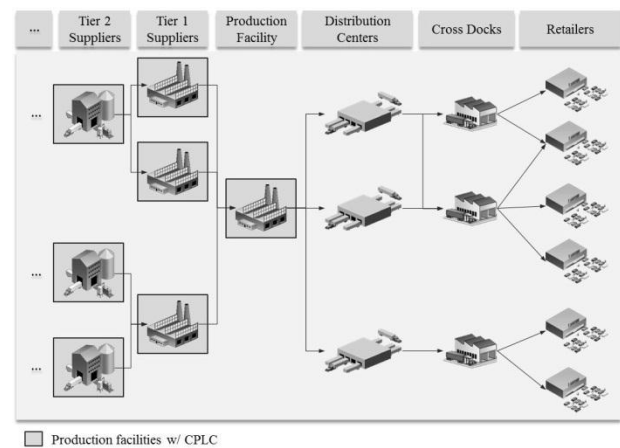 ...
Tier 2
Suppliers
Tier 1
Suppliers
Production
Facility
Distribution
Centers
Cross Docks
Retailers
...
...
...
Production facilities w/ CPLC